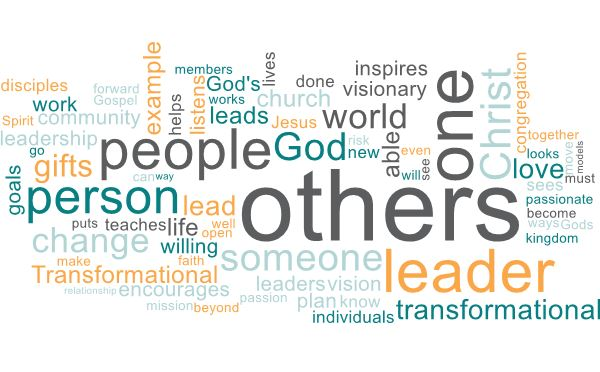 disciples
work
Spirit
community
forward
Gospel
leadership
go
gifts
goals
example
helps
members
listens
God's
works
leads
lives
church
Jesus
done
inspires
visionary
world
people
God
risk
new
able
even
will
see
one
Christ
congregation
together
looks
love
move
models
must
sees
passionate
become
ways
Gods
kingdom
can
way
person
lead
others
puts
teaches
life
well
open
change
willing
someone
leader
make
faith
Transformational
relationship
encourages
leaders
vision
mission
beyond
passion
plan
know
individuals
transformational